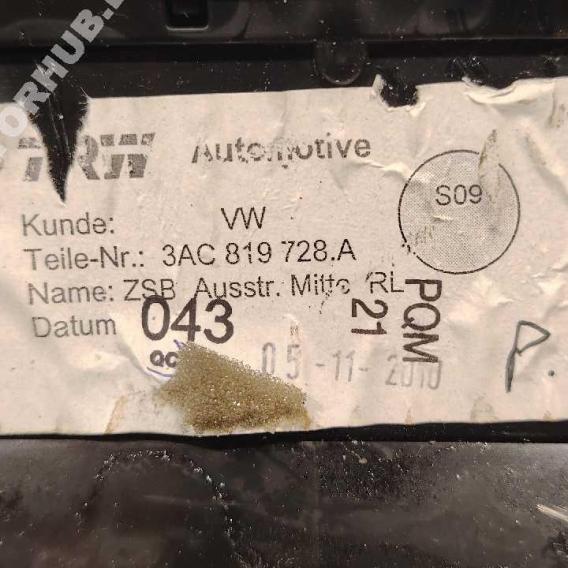 TRW Automotive
S09
Kunde: VW
Teile-Nr.: 3AC 819 728.A
Name: ZSB Ausstr. Mitte RL
Datum 043
QC
05-11-2010
PQM
21
P.